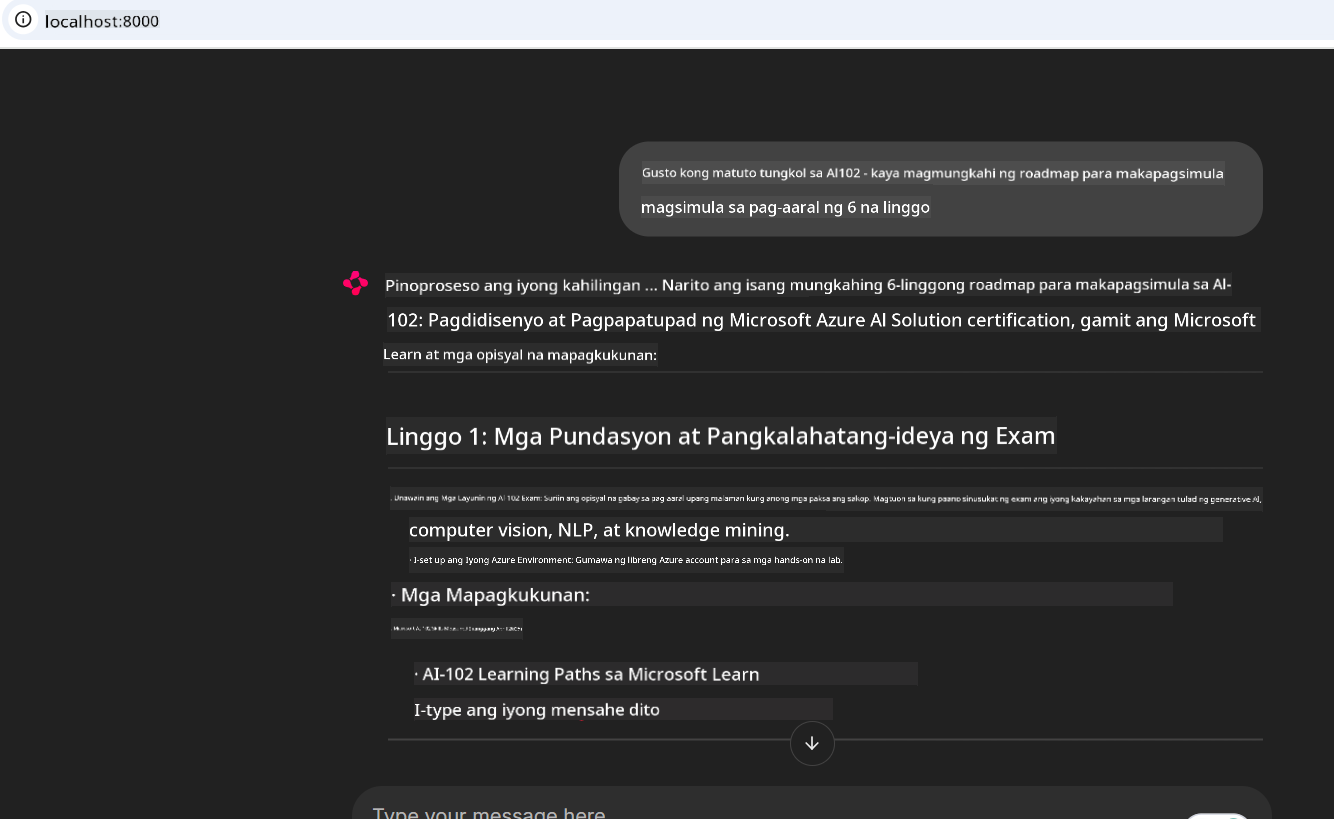 localhost:8000
Gusto kong matuto tungkol sa AI102 - kaya magmungkahi ng roadmap para makapagsimula
magsimula sa pag-aaral ng 6 na linggo
Pinoproseso ang iyong kahilingan ... Narito ang isang mungkahing 6-linggong roadmap para makapagsimula sa AI-
102: Pagdidisenyo at Pagpapatupad ng Microsoft Azure AI Solution certification, gamit ang Microsoft
Learn at mga opisyal na mapagkukunan:
Linggo 1: Mga Pundasyon at Pangkalahatang-ideya ng Exam
. Unawain ang Mga Layunin ng AI 102 Exam: Suriin ang opisyal na gabay sa pag aaral upang malaman kung anong mga paksa ang sakop. Magtuon sa kung paano sinusukat ng exam ang iyong kakayahan sa mga larangan tulad ng generative AI,
computer vision, NLP, at knowledge mining.
· I-set up ang Iyong Azure Environment: Gumawa ng libreng Azure account para sa mga hands-on na lab.
· Mga Mapagkukunan:
· AI-102 Learning Paths sa Microsoft Learn
I-type ang iyong mensahe dito
Type your message here